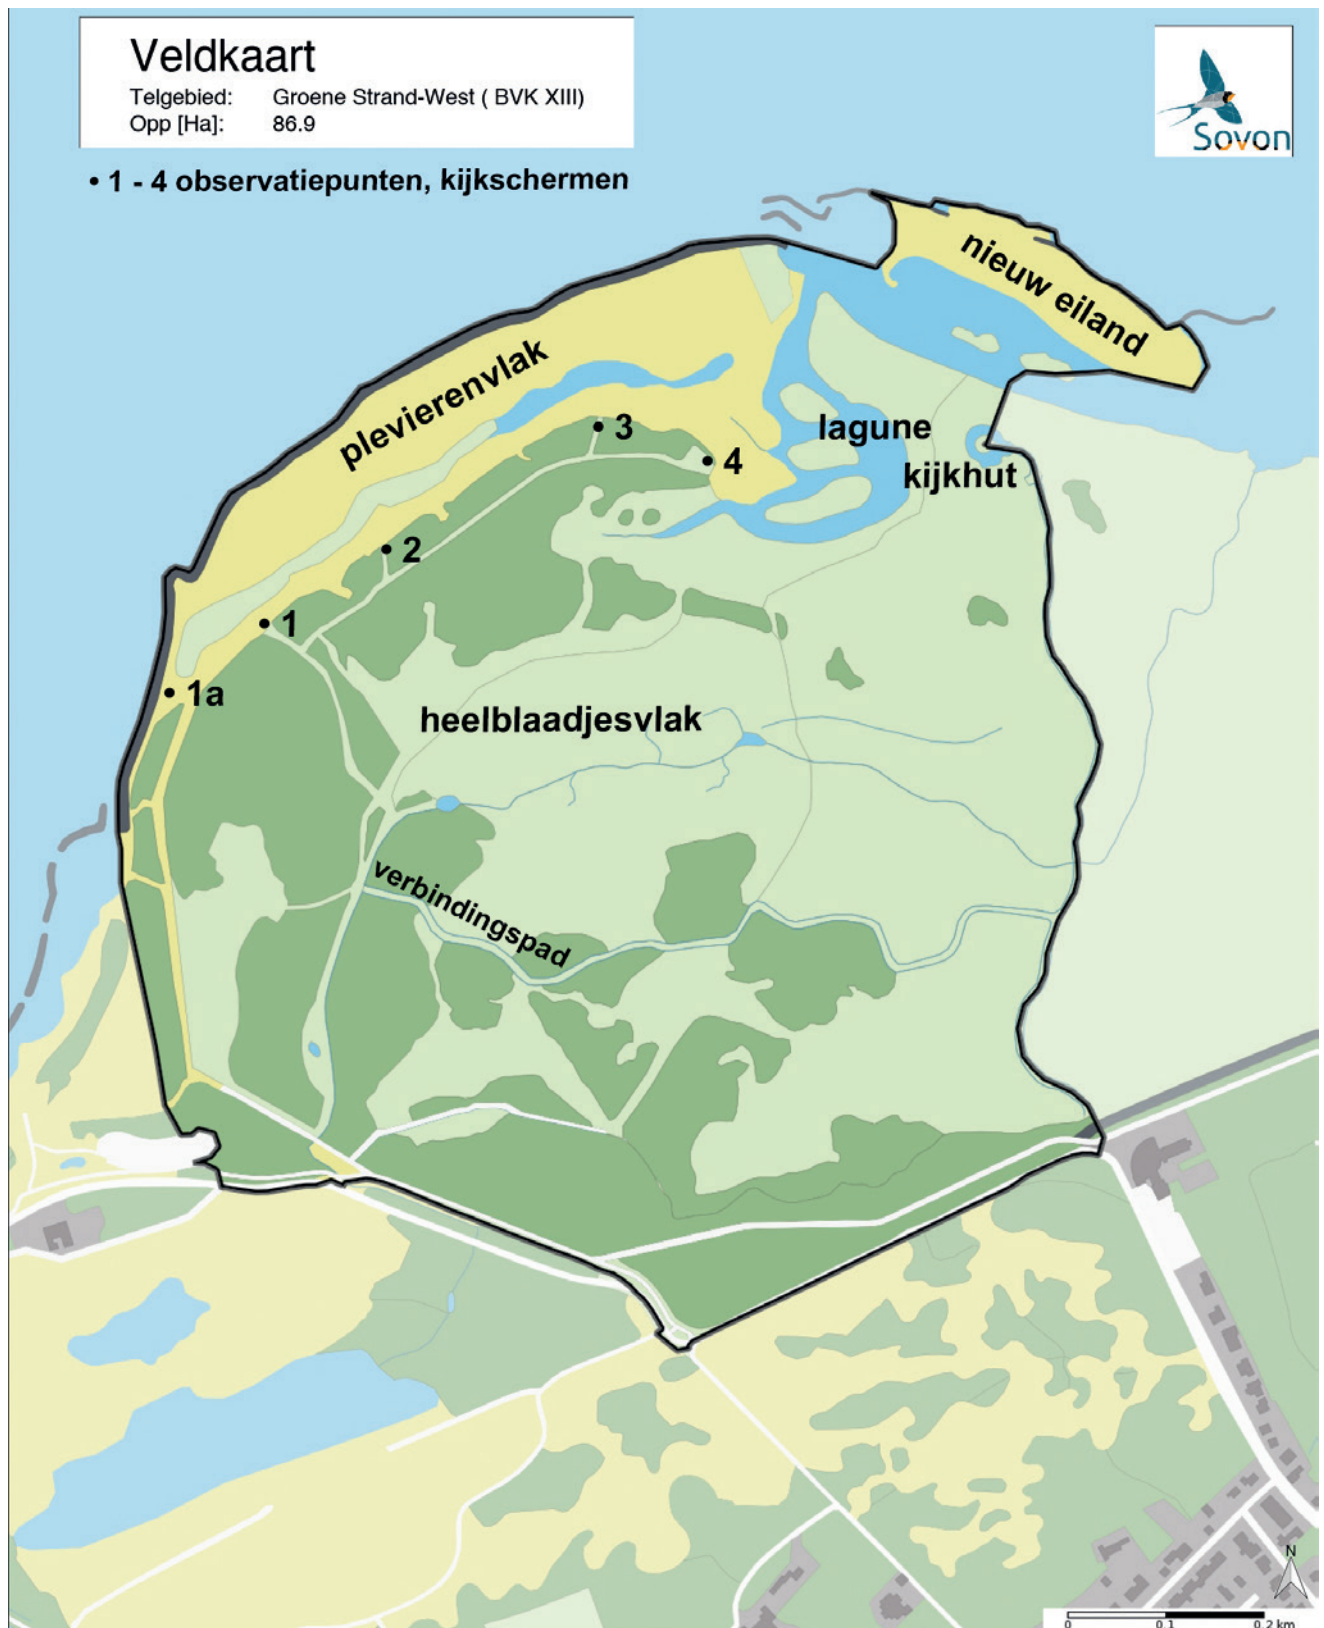 Veldkaart
Telgebied: Groene Strand-West ( BVK XIII)
Opp [Ha]: 86.9
Sovon
• 1 - 4 observatiepunten, kijkschermen
nieuw eiland
plevierenvlak
3
lagune
4
kijkhut
2
1
1a
heelblaadjesvlak
verbindingspad
N
0 0.1 0.2 km